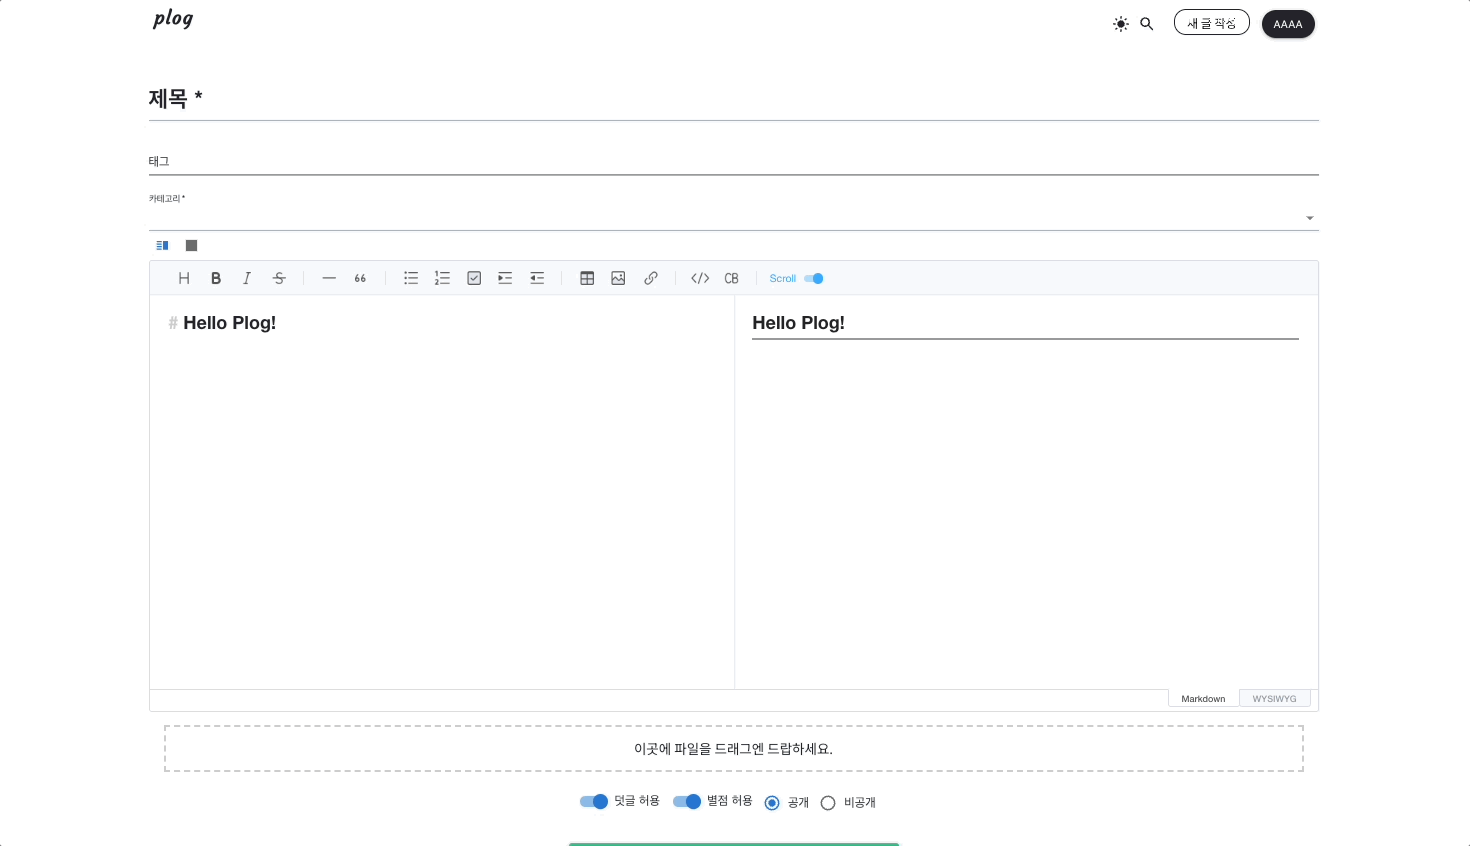 plog
새 글 작성
AAAA
제목 *
태그
카테고리 *
H B I S 66 </> CB Scroll
# Hello Plog!
Hello Plog!
Markdown
WYSIWYG
이곳에 파일을 드래그엔 드랍하세요.
덧글 허용 별점 허용 공개 비공개